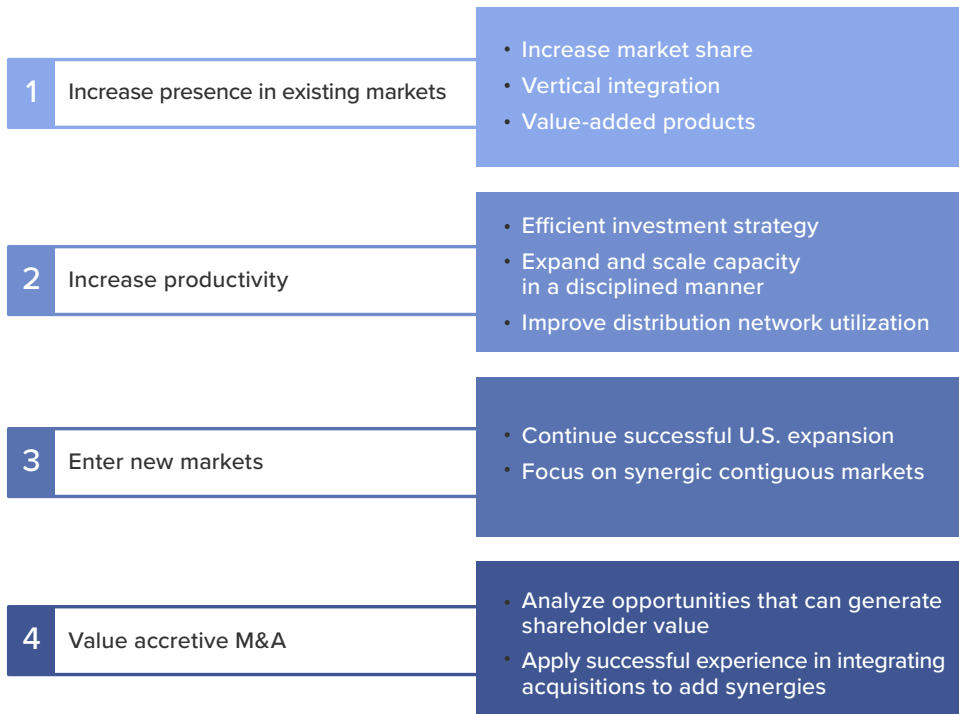 1
Increase presence in existing markets
• Increase market share
• Vertical integration
• Value-added products
2
Increase productivity
• Efficient investment strategy
• Expand and scale capacity
in a disciplined manner
• Improve distribution network utilization
3
Enter new markets
• Continue successful U.S. expansion
• Focus on synergic contiguous markets
4
Value accretive M&A
• Analyze opportunities that can generate
shareholder value
• Apply successful experience in integrating
acquisitions to add synergies